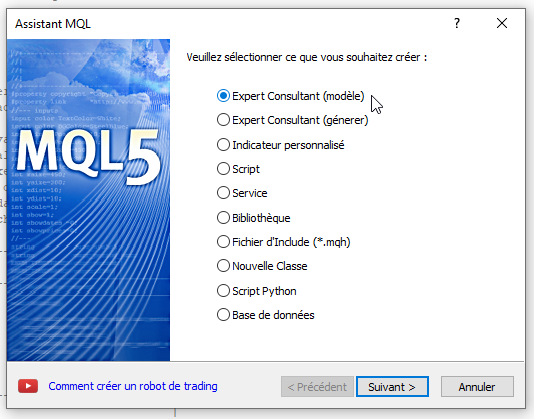 Assistant MQL
?
Veuillez sélectionner ce que vous souhaitez créer :
Expert Consultant (modèle)
Expert Consultant (génerer)
Indicateur personnalisé
Script
Service
Bibliothèque
Fichier d'Include (*.mqh)
Nouvelle Classe
Script Python
Base de données
MQL5
Comment créer un robot de trading
< Précédent
Suivant >
Annuler